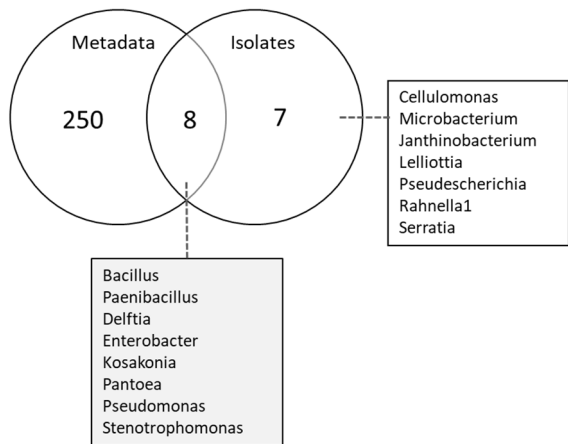 Metadata
Isolates
250
8
7
Cellulomonas
Microbacterium
Janthinobacterium
Lelliottia
Pseudescherichia
Rahnella1
Serratia
Bacillus
Paenibacillus
Delftia
Enterobacter
Kosakonia
Pantoea
Pseudomonas
Stenotrophomonas